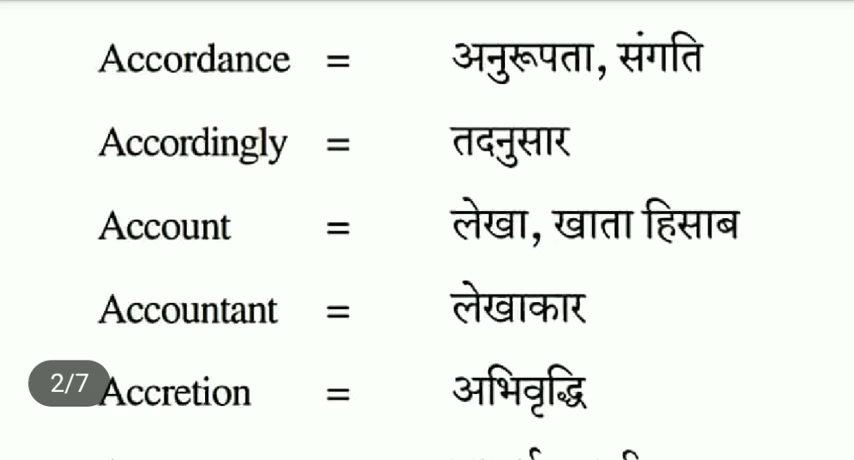 Accordance = अनुरूपता, संगति
Accordingly = तदनुसार
Account = लेखा, खाता हिसाब
Accountant = लेखाकार
2/7 Accretion = अभिवृद्धि